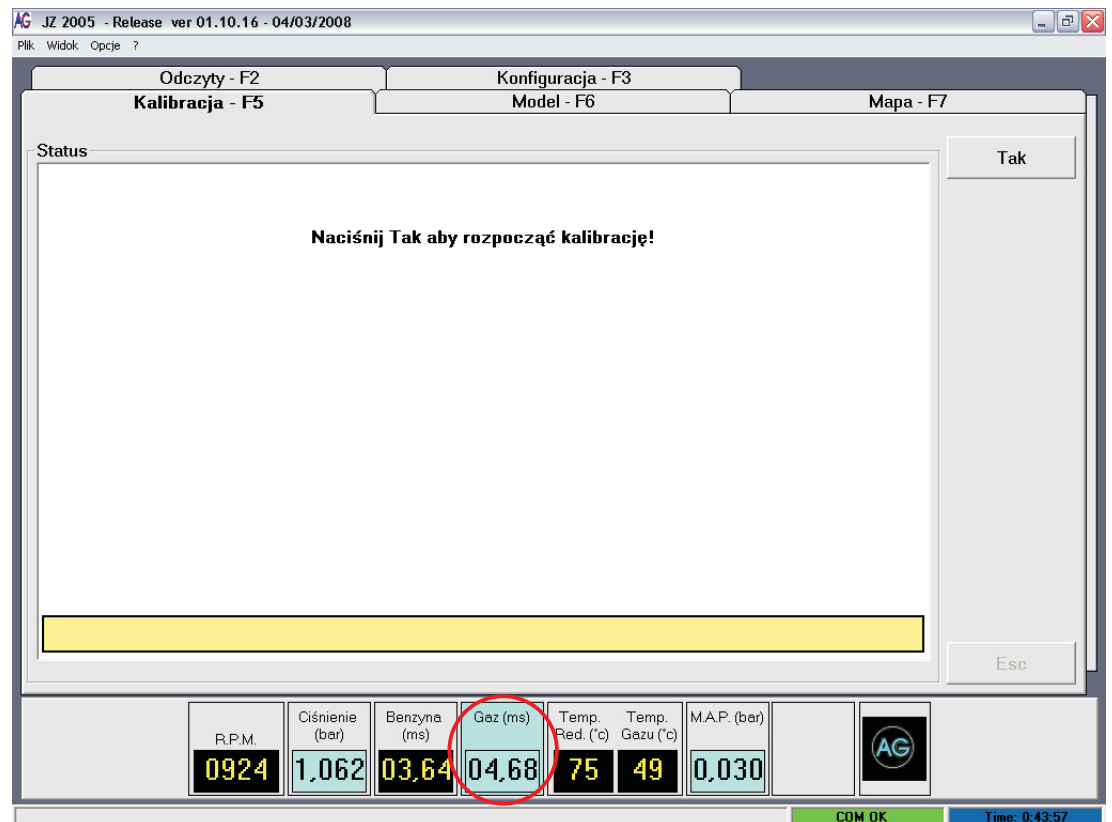 AG JZ 2005 - Release ver 01.10.16 - 04/03/2008
Plik Widok Opcje ?
Odczyty - F2 Konfiguracja - F3
Kalibracja - F5 Model - F6 Mapa - F7
Status
Tak
Naciśnij Tak aby rozpocząć kalibrację!
Esc
R.P.M.
0924
Ciśnienie
(bar)
1,062
Benzyna
(ms)
03,64
Gaz (ms)
04,68
Temp.
Red. (°c)
75
Temp.
Gazu (°c)
49
M.A.P. (bar)
0,030
AG
COM OK Time: 0:43:57